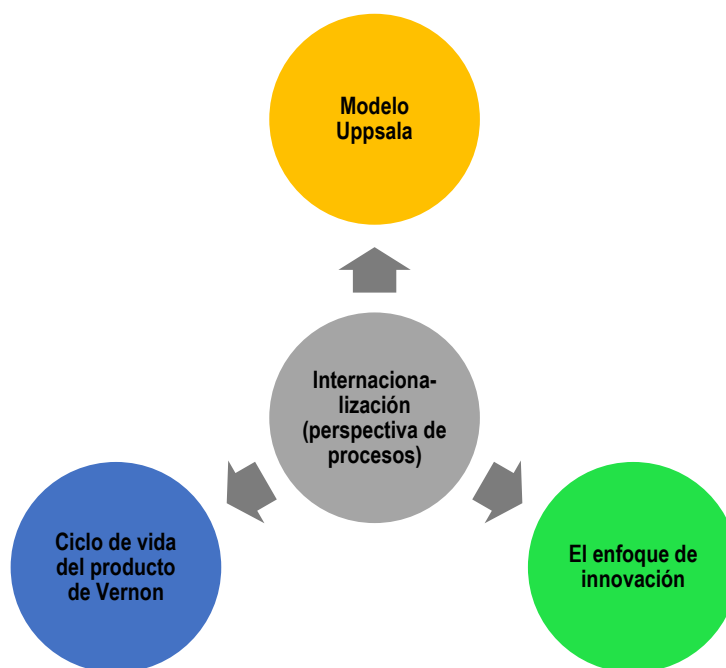 Modelo
Uppsala
Internaciona-
lización
(perspectiva de
procesos)
Ciclo de vida
del producto
de Vernon
El enfoque de
innovación